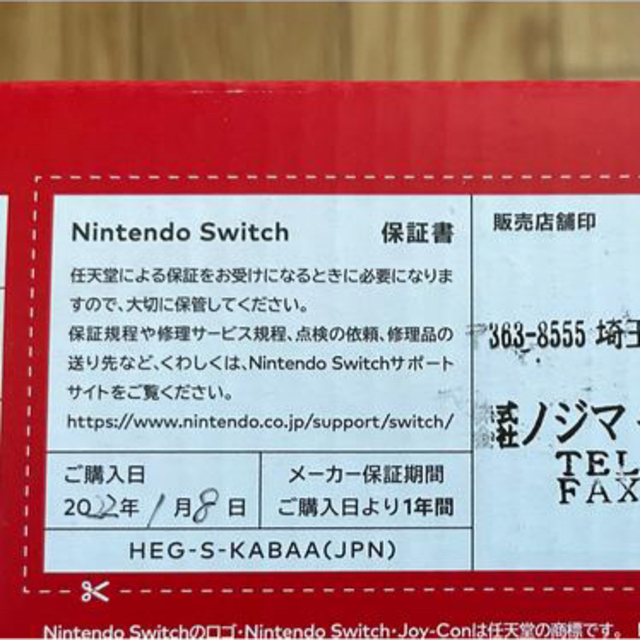 Nintendo Switch 保証書
任天堂による保証をお受けになるときに必要になりま
すので、大切に保管してください。
保証規程や修理サービス規程、点検の依頼、修理品の
送り先など、くわしくは、Nintendo Switchサポート
サイトをご覧ください。
https://www.nintendo.co.jp/support/switch/
ご購入日
2022年1月8日
メーカー保証期間
ご購入日より1年間
HEG-S-KABAA(JPN)
販売店舗印
〒363-8555 埼玉
株式会社 ノジマ
TEL
FAX
Nintendo Switchのロゴ・Nintendo Switch・Joy-Conは任天堂の商標です。